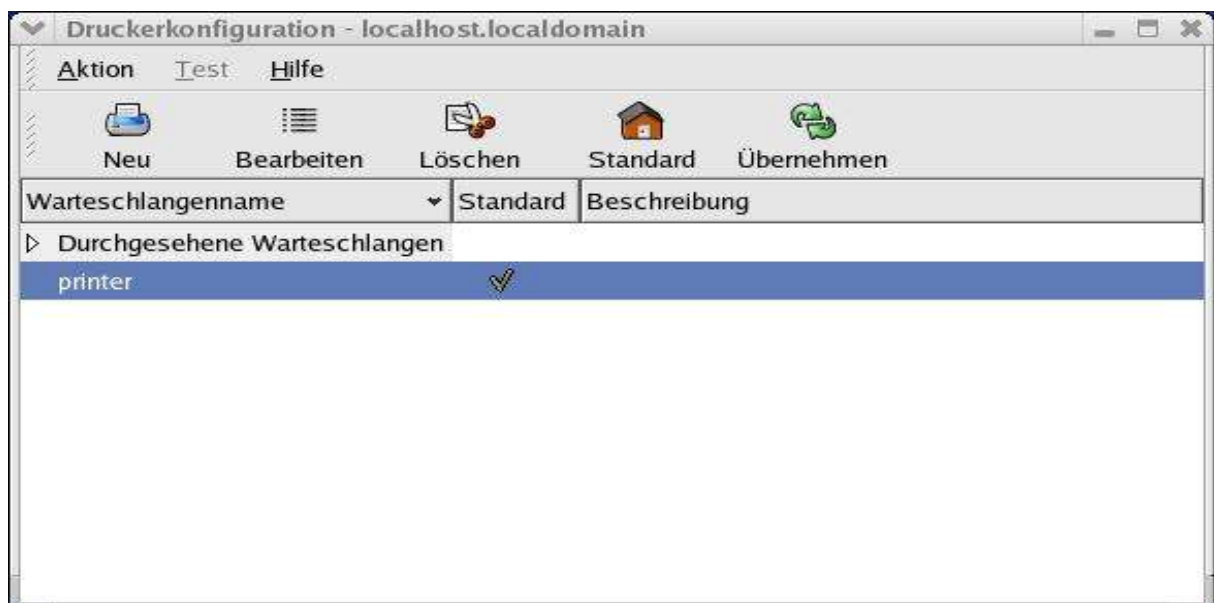 Druckerkonfiguration - localhost.localdomain
Aktion Test Hilfe
Neu Bearbeiten Löschen Standard Übernehmen
Warteschlangenname Standard Beschreibung
Durchgesehene Warteschlangen
printer